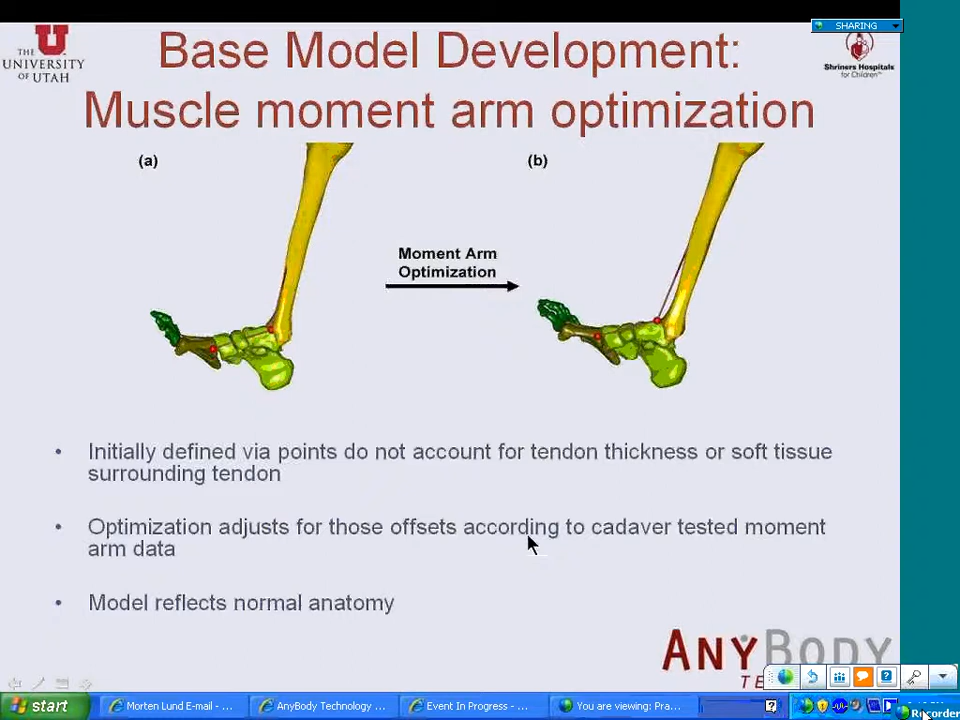 SHARING
THE
UNIVERSITY
OF UTAH
Shriners Hospitals
for Children™
Base Model Development:
Muscle moment arm optimization
(a)
(b)
Moment Arm
Optimization
• Initially defined via points do not account for tendon thickness or soft tissue
surrounding tendon
• Optimization adjusts for those offsets according to cadaver tested moment
arm data
• Model reflects normal anatomy
ANYBODY
TE
start
Morten Lund E-mail - ...
AnyBody Technology ...
Event In Progress - ...
You are viewing: Pra...
Recorder